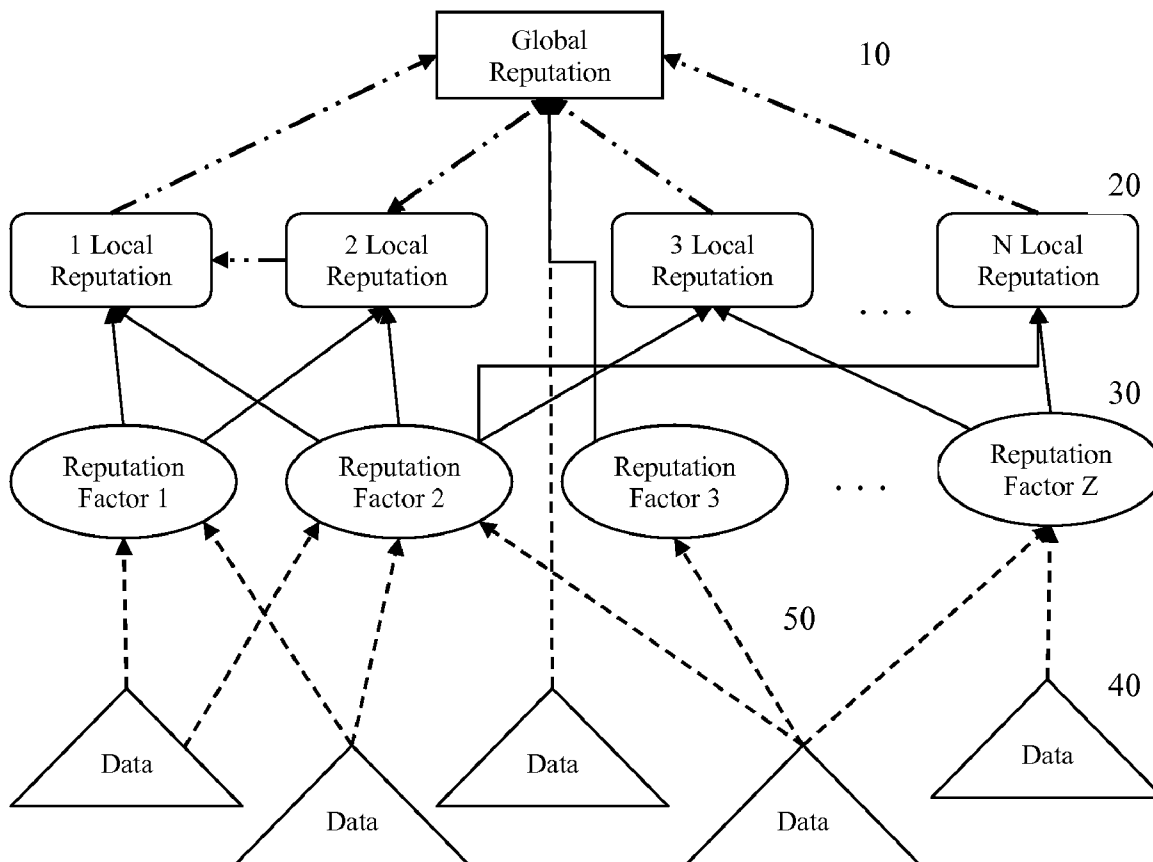 Global
Reputation
10
20
1 Local
Reputation
2 Local
Reputation
3 Local
Reputation
. . .
N Local
Reputation
30
Reputation
Factor 1
Reputation
Factor 2
Reputation
Factor 3
. . .
Reputation
Factor Z
50
40
Data
Data
Data
Data
Data